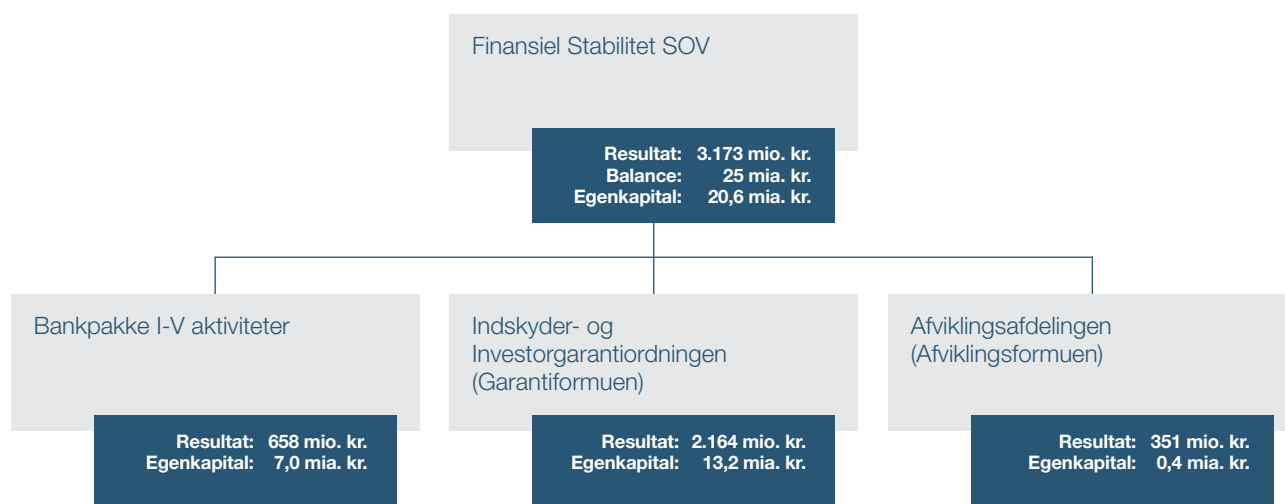 Finansiel Stabilitet SOV
Resultat: 3.173 mio. kr.
Balance: 25 mia. kr.
Egenkapital: 20,6 mia. kr.
Bankpakke I-V aktiviteter
Resultat: 658 mio. kr.
Egenkapital: 7,0 mia. kr.
Indskyder- og
Investorgarantiordningen
(Garantiformuen)
Resultat: 2.164 mio. kr.
Egenkapital: 13,2 mia. kr.
Afviklingsafdelingen
(Afviklingsformuen)
Resultat: 351 mio. kr.
Egenkapital: 0,4 mia. kr.